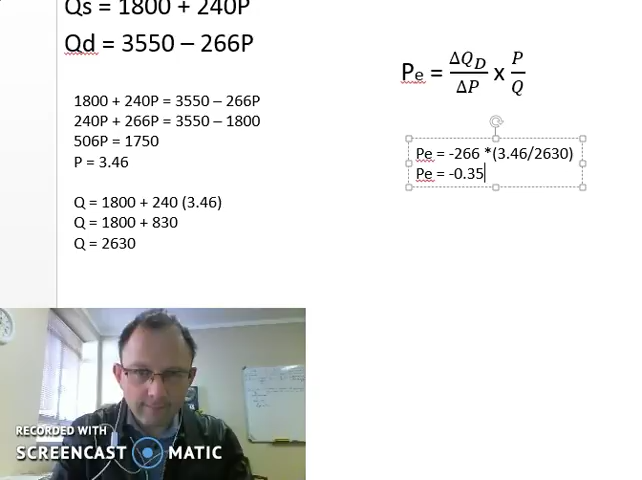 Qs = 1800 + 240P
Qd = 3550 – 266P
1800 + 240P = 3550 – 266P
240P + 266P = 3550 – 1800
506P = 1750
P = 3.46
Q = 1800 + 240 (3.46)
Q = 1800 + 830
Q = 2630
Pe = ΔQ_D/ΔP x P/Q
Pe = -266 *(3.46/2630)
Pe = -0.35
RECORDED WITH
SCREENCAST MATIC